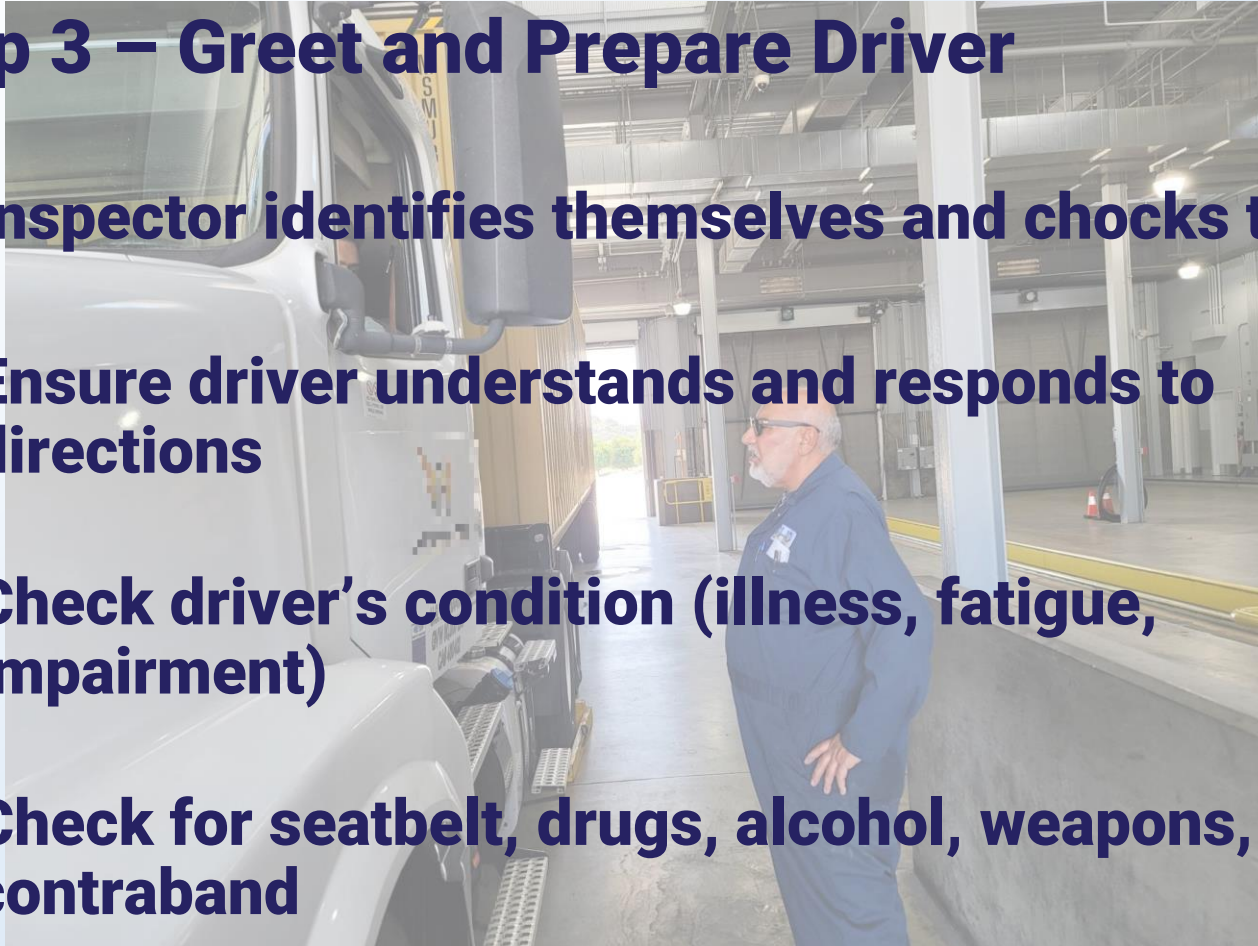 p 3 – Greet and Prepare Driver
nspector identifies themselves and chocks t
Ensure driver understands and responds to
directions
Check driver’s condition (illness, fatigue,
mpairment)
Check for seatbelt, drugs, alcohol, weapons,
contraband